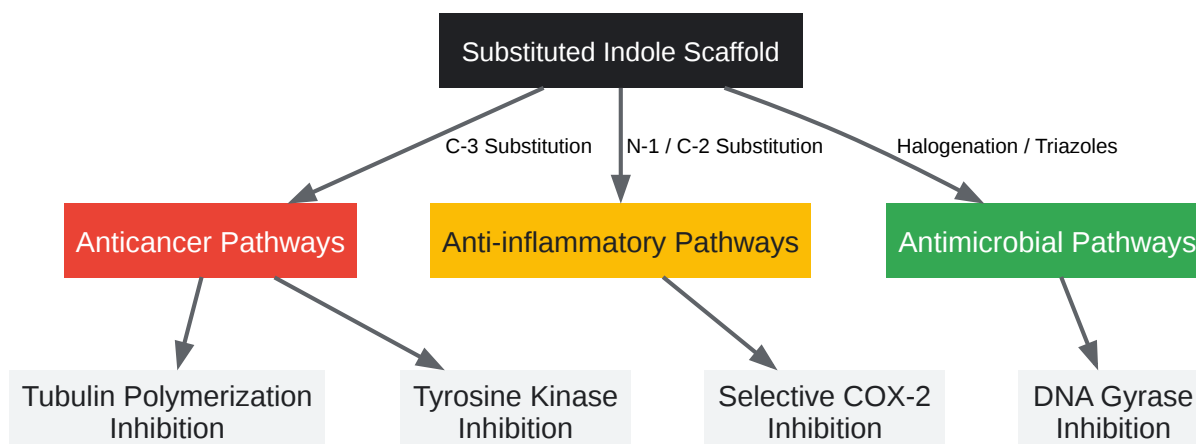 Substituted Indole Scaffold
C-3 Substitution
N-1 / C-2 Substitution
Halogenation / Triazoles
Anticancer Pathways
Anti-inflammatory Pathways
Antimicrobial Pathways
Tubulin Polymerization
Inhibition
Tyrosine Kinase
Inhibition
Selective COX-2
Inhibition
DNA Gyrase
Inhibition